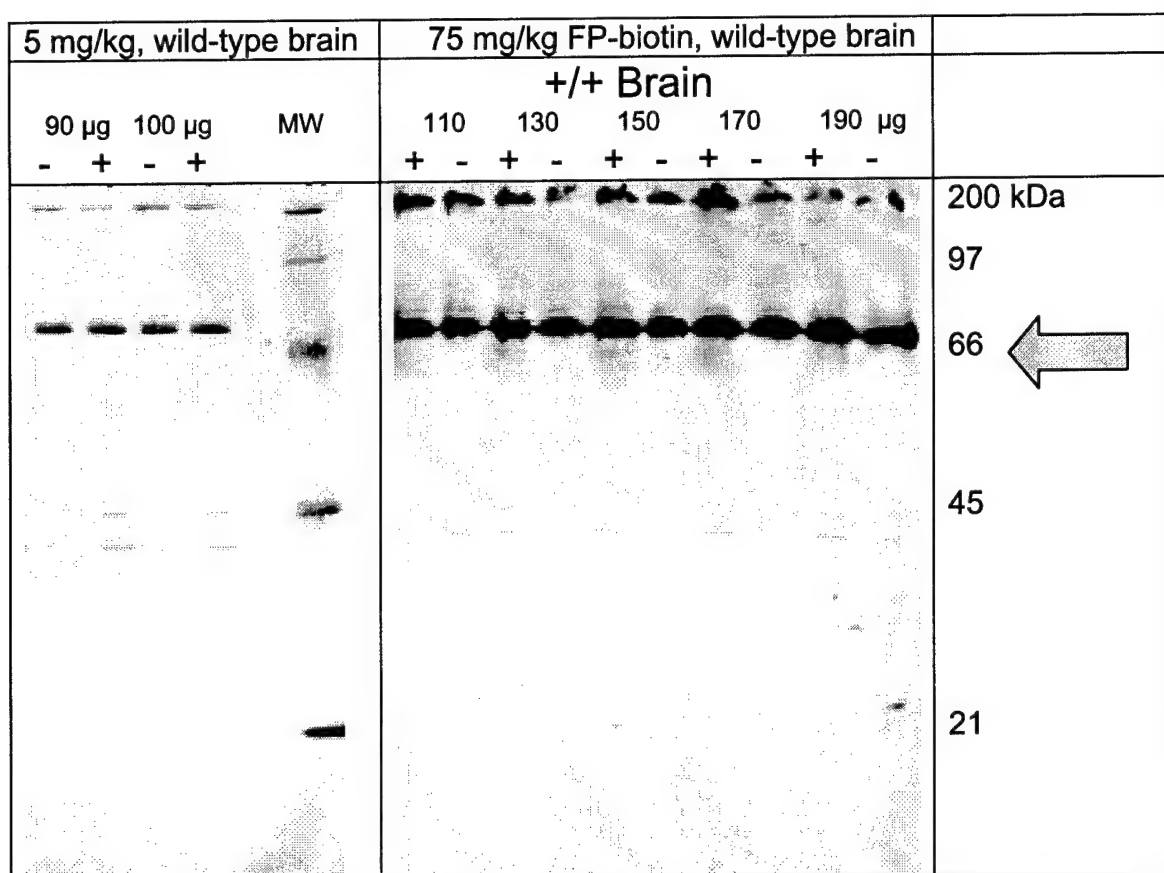 5 mg/kg, wild-type brain 75 mg/kg FP-biotin, wild-type brain
+/+ Brain
90 µg 100 µg MW 110 130 150 170 190 µg
- + - + + - + - + - + - + -
200 kDa
97
66
45
21